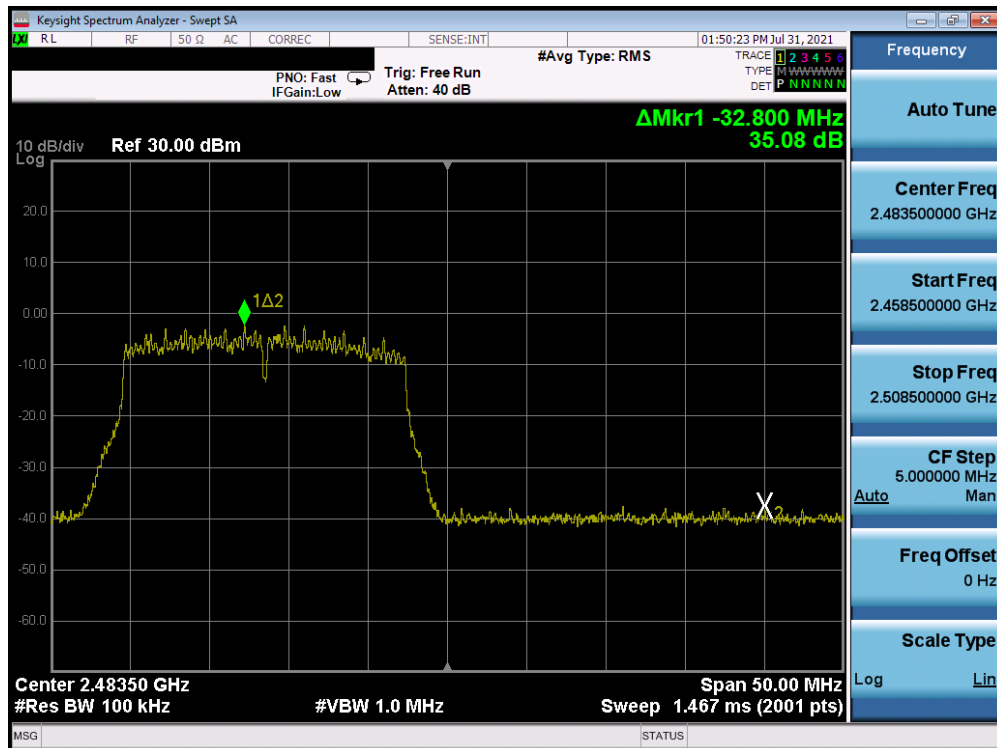 Keysight Spectrum Analyzer - Swept SA
LXI RL RF 50 Ω AC CORREC SENSE:INT 01:50:23 PM Jul 31, 2021
#Avg Type: RMS TRACE 1 2 3 4 5 6
PNO: Fast Trig: Free Run TYPE M WWWWW
IFGain:Low Atten: 40 dB DET P N N N N N
ΔMkr1 -32.800 MHz
35.08 dB
10 dB/div Ref 30.00 dBm
Log
20.0
10.0
0.00
1Δ2
-10.0
-20.0
-30.0
-40.0
X2
-50.0
-60.0
Center 2.48350 GHz Span 50.00 MHz
#Res BW 100 kHz #VBW 1.0 MHz Sweep 1.467 ms (2001 pts)
MSG STATUS
Frequency
Auto Tune
Center Freq
2.483500000 GHz
Start Freq
2.458500000 GHz
Stop Freq
2.508500000 GHz
CF Step
5.000000 MHz
Auto Man
Freq Offset
0 Hz
Scale Type
Log Lin